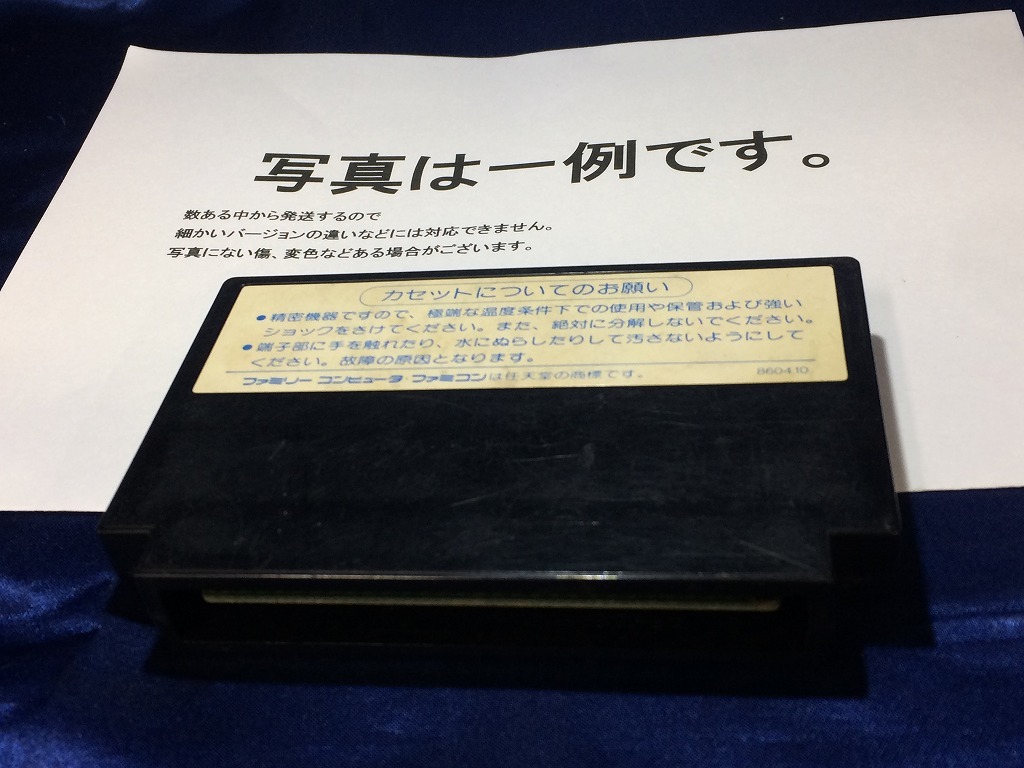 写真は一例です。
数ある中から発送するので
細かいバージョンの違いなどには対応できません。
写真にない傷、変色などある場合がございます。
カセットについてのお願い
●精密機器ですので、極端な温度条件下での使用や保管および強い
ショックをさけてください。また、絶対に分解しないでください。
●端子部に手を触れたり、水にぬらしたりして汚さないようにして
ください。故障の原因となります。
ファミリーコンピュータ・ファミコンは任天堂の商標です。
860410